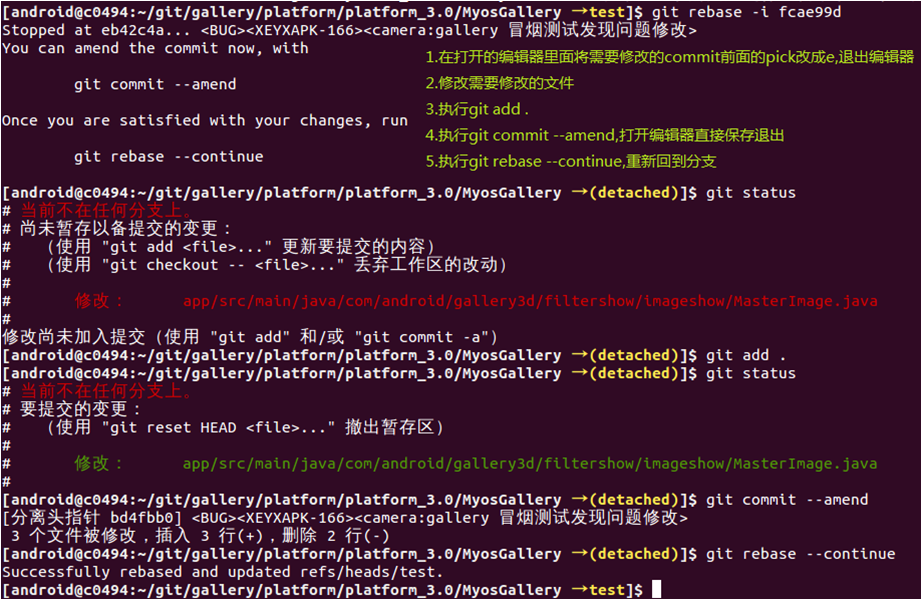 [android@c0494:~/git/gallery/platform/platform_3.0/MyosGallery →test]$ git rebase -i fcae99d
Stopped at eb42c4a... <BUG><XEYXAPK-166><camera:gallery 冒烟测试发现问题修改>
You can amend the commit now, with
1.在打开的编辑器里面将需要修改的commit前面的pick改成e,退出编辑器
git commit --amend
2.修改需要修改的文件
3.执行git add .
Once you are satisfied with your changes, run
4.执行git commit --amend,打开编辑器直接保存退出
git rebase --continue
5.执行git rebase --continue,重新回到分支
[android@c0494:~/git/gallery/platform/platform_3.0/MyosGallery →(detached)]$ git status
# 当前不在任何分支上。
# 尚未暂存以备提交的变更：
#   （使用 "git add <file>..." 更新要提交的内容）
#   （使用 "git checkout -- <file>..." 丢弃工作区的改动）
#
#	修改：      app/src/main/java/com/android/gallery3d/filtershow/imageshow/MasterImage.java
#
修改尚未加入提交（使用 "git add" 和/或 "git commit -a"）
[android@c0494:~/git/gallery/platform/platform_3.0/MyosGallery →(detached)]$ git add .
[android@c0494:~/git/gallery/platform/platform_3.0/MyosGallery →(detached)]$ git status
# 当前不在任何分支上。
# 要提交的变更：
#   （使用 "git reset HEAD <file>..." 撤出暂存区）
#
#	修改：      app/src/main/java/com/android/gallery3d/filtershow/imageshow/MasterImage.java
#
[android@c0494:~/git/gallery/platform/platform_3.0/MyosGallery →(detached)]$ git commit --amend
[分离头指针 bd4fbb0] <BUG><XEYXAPK-166><camera:gallery 冒烟测试发现问题修改>
3 个文件被修改，插入 3 行(+)，删除 2 行(-)
[android@c0494:~/git/gallery/platform/platform_3.0/MyosGallery →(detached)]$ git rebase --continue
Successfully rebased and updated refs/heads/test.
[android@c0494:~/git/gallery/platform/platform_3.0/MyosGallery →test]$